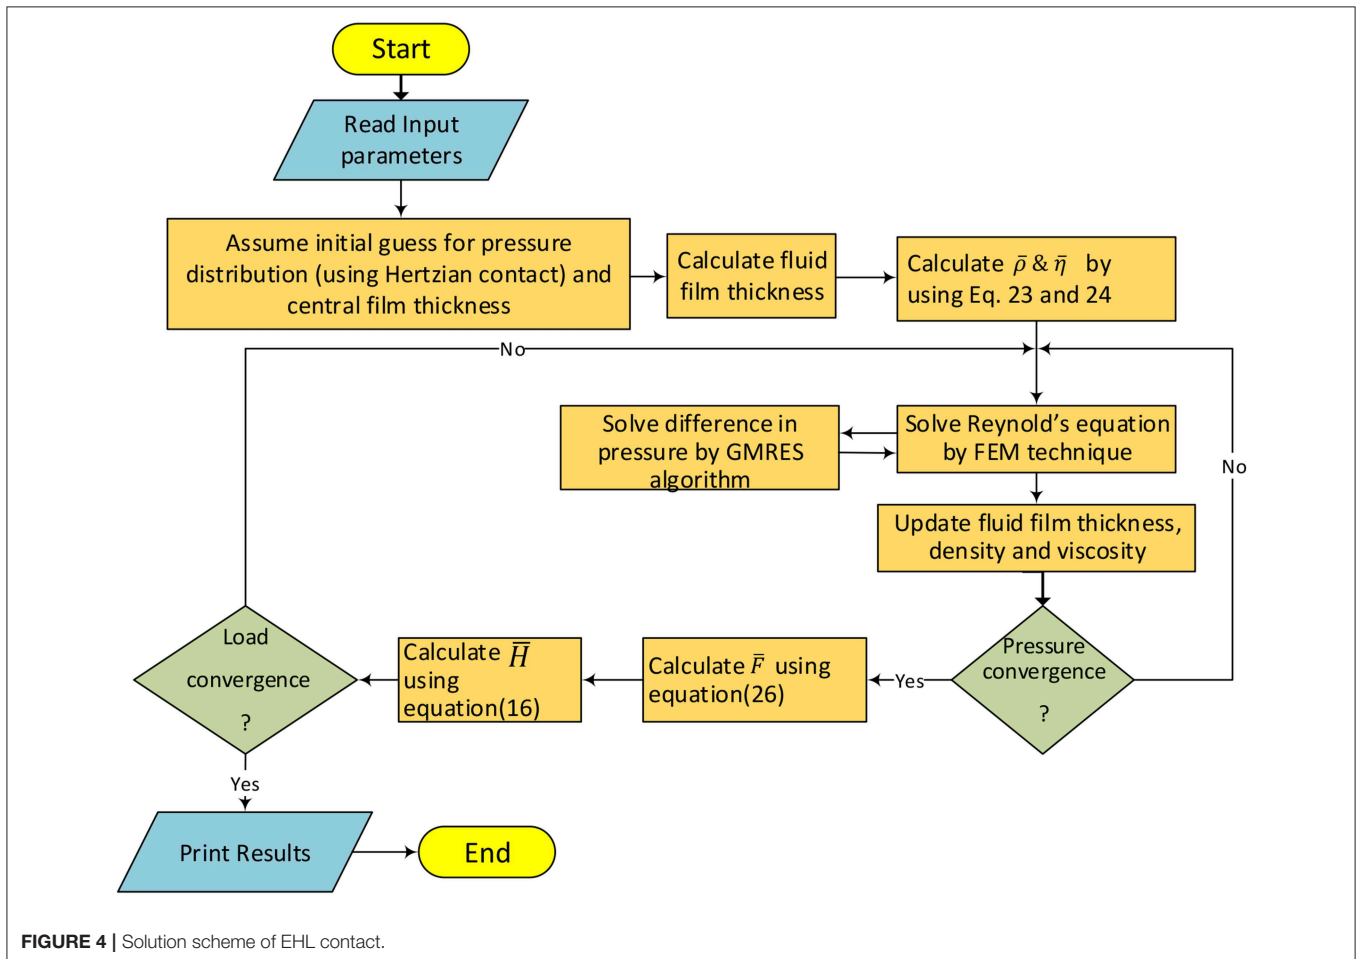 Start
Read Input
parameters
Assume initial guess for pressure
distribution (using Hertzian contact) and
central film thickness
Calculate fluid
film thickness
Calculate ρ̄ & η̄ by
using Eq. 23 and 24
No
Solve difference in
pressure by GMRES
algorithm
Solve Reynold's equation
by FEM technique
No
Update fluid film thickness,
density and viscosity
Pressure
convergence
?
Yes
Calculate F̄ using
equation(26)
Calculate H̄
using
equation(16)
Load
convergence
?
Yes
Print Results
End
FIGURE 4 | Solution scheme of EHL contact.